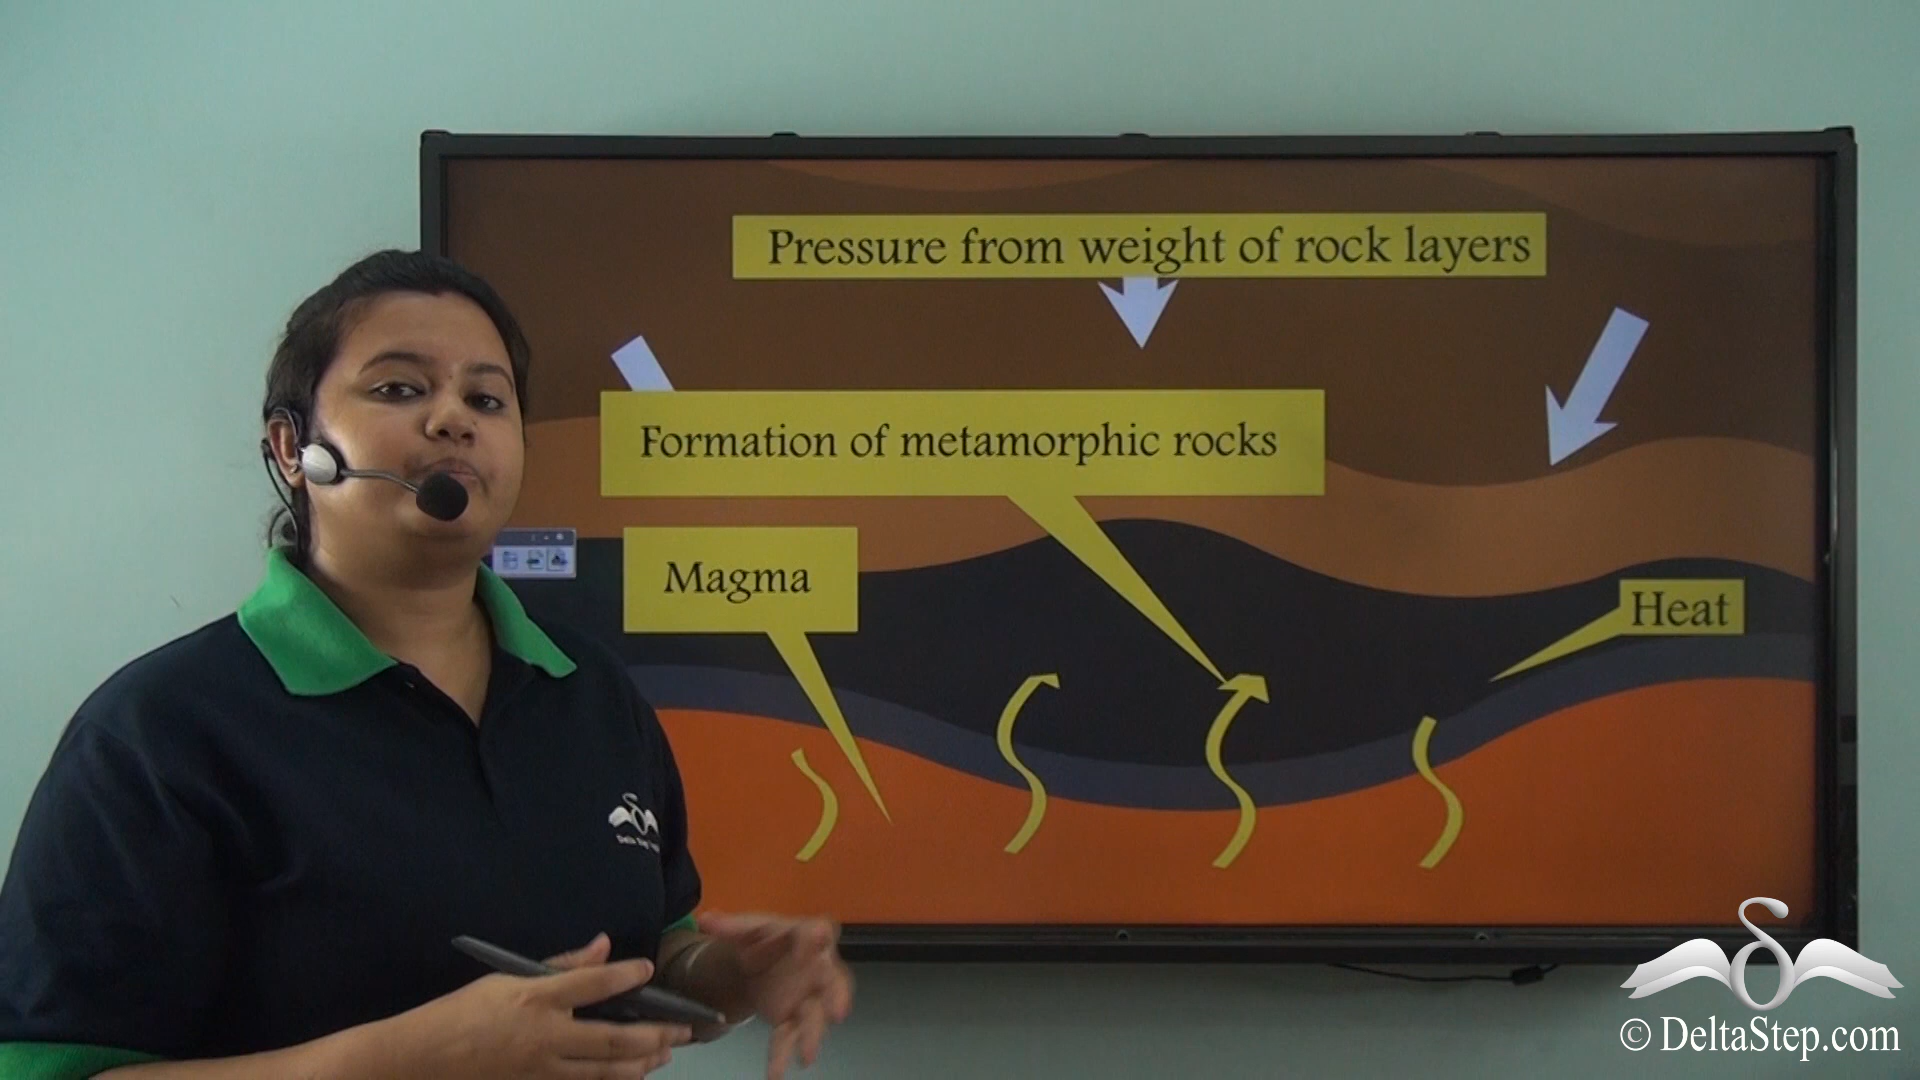 Pressure from weight of rock layers
Formation of metamorphic rocks
Magma
Heat
© DeltaStep.com